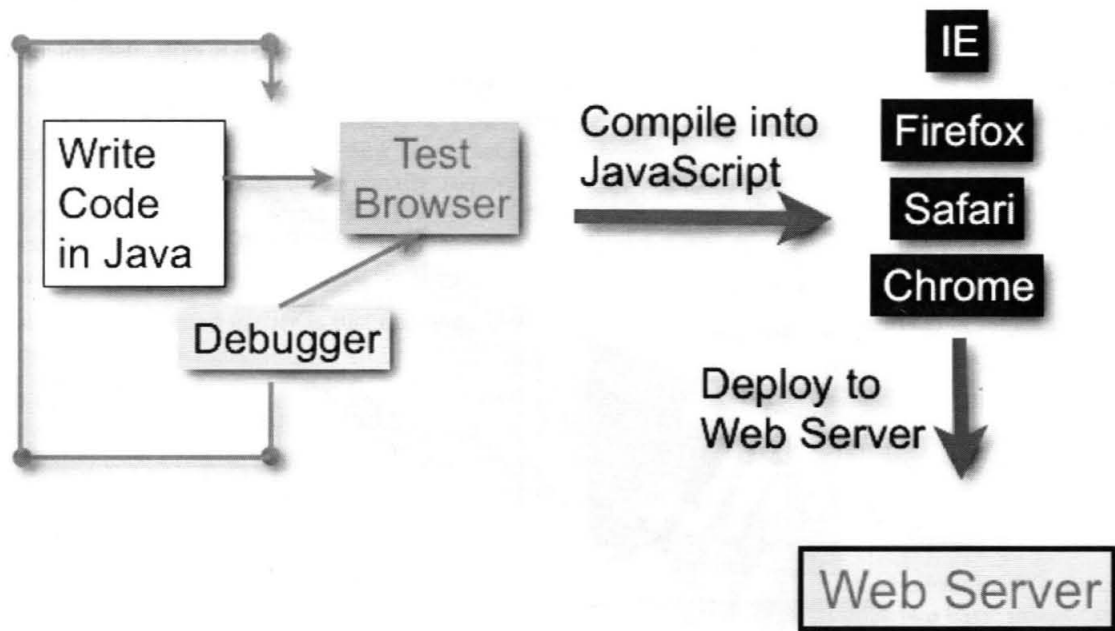 Write
Code
in Java
Test
Browser
Debugger
Compile into
JavaScript
IE
Firefox
Safari
Chrome
Deploy to
Web Server
Web Server